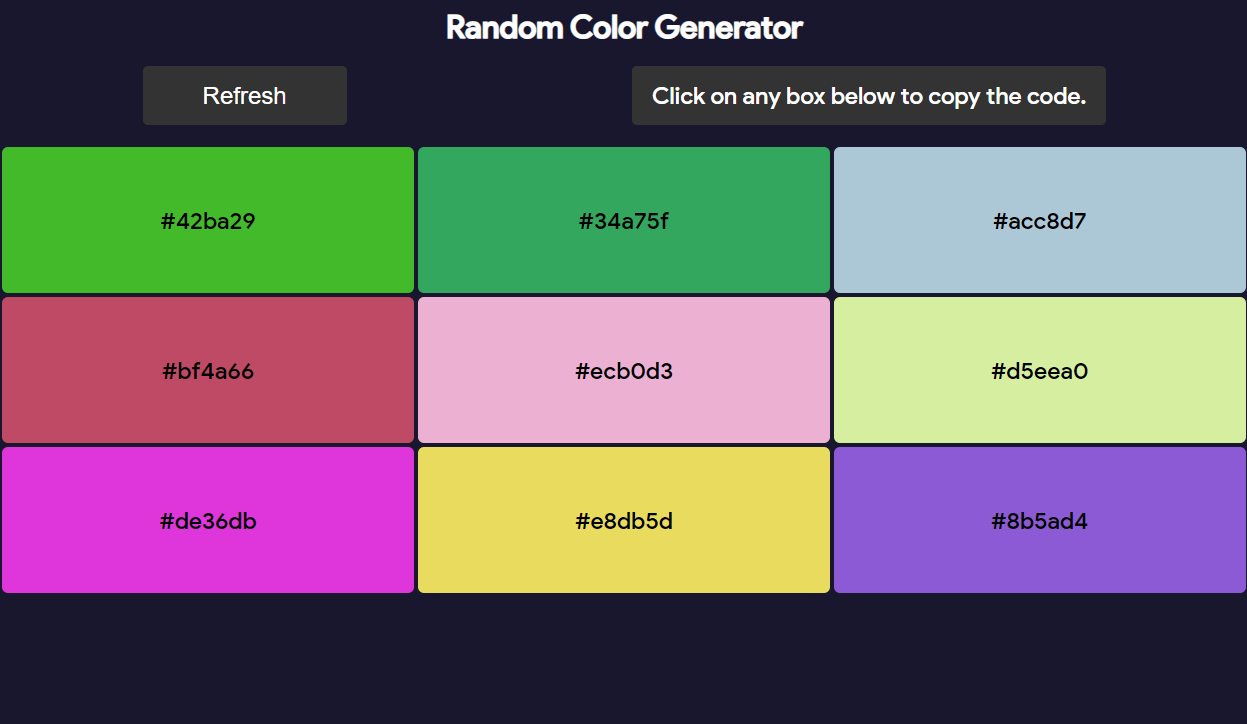 Random Color Generator
Refresh
Click on any box below to copy the code.
#42ba29
#34a75f
#acc8d7
#bf4a66
#ecb0d3
#d5eea0
#de36db
#e8db5d
#8b5ad4